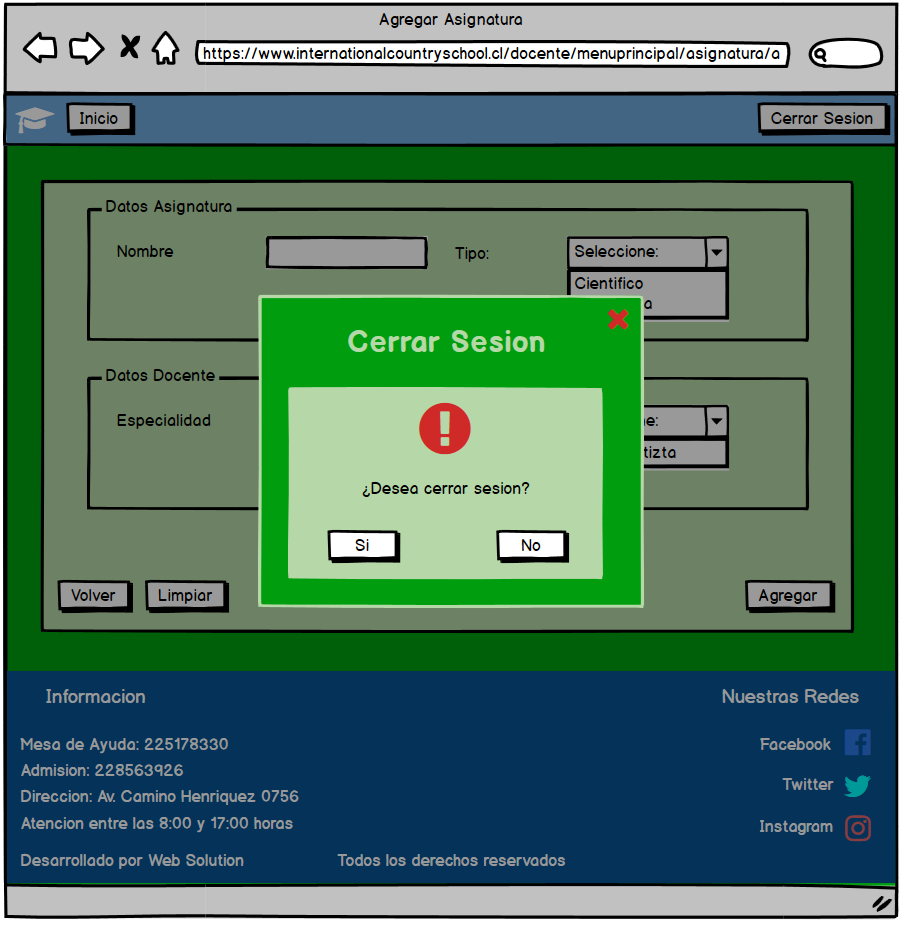 Agregar Asignatura
https://www.internationalcountryschool.cl/docente/menuprincipal/asignatura/a
Inicio
Cerrar Sesion
Datos Asignatura
Nombre
Tipo:
Seleccione:
Cientifico
a
Cerrar Sesion
Datos Docente
Especialidad
ne:
tizta
¿Desea cerrar sesion?
Si
No
Volver
Limpiar
Agregar
Informacion
Nuestras Redes
Mesa de Ayuda: 225178330
Facebook
Admision: 228563926
Twitter
Direccion: Av. Camino Henriquez 0756
Atencion entre las 8:00 y 17:00 horas
Instagram
Desarrollado por Web Solution
Todos los derechos reservados